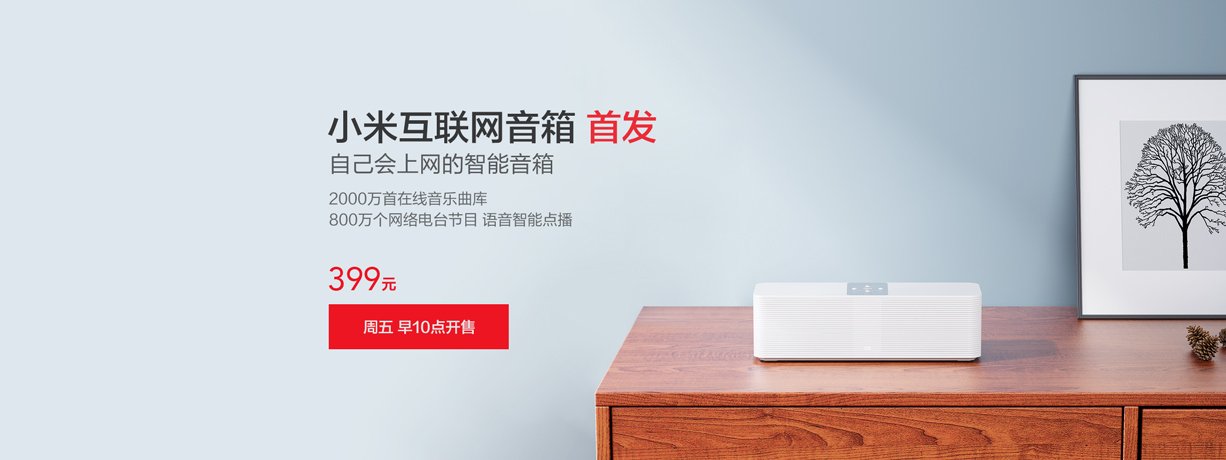 小米互联网音箱 首发
自己会上网的智能音箱
2000万首在线音乐曲库
800万个网络电台节目 语音智能点播
399元
周五 早10点开售